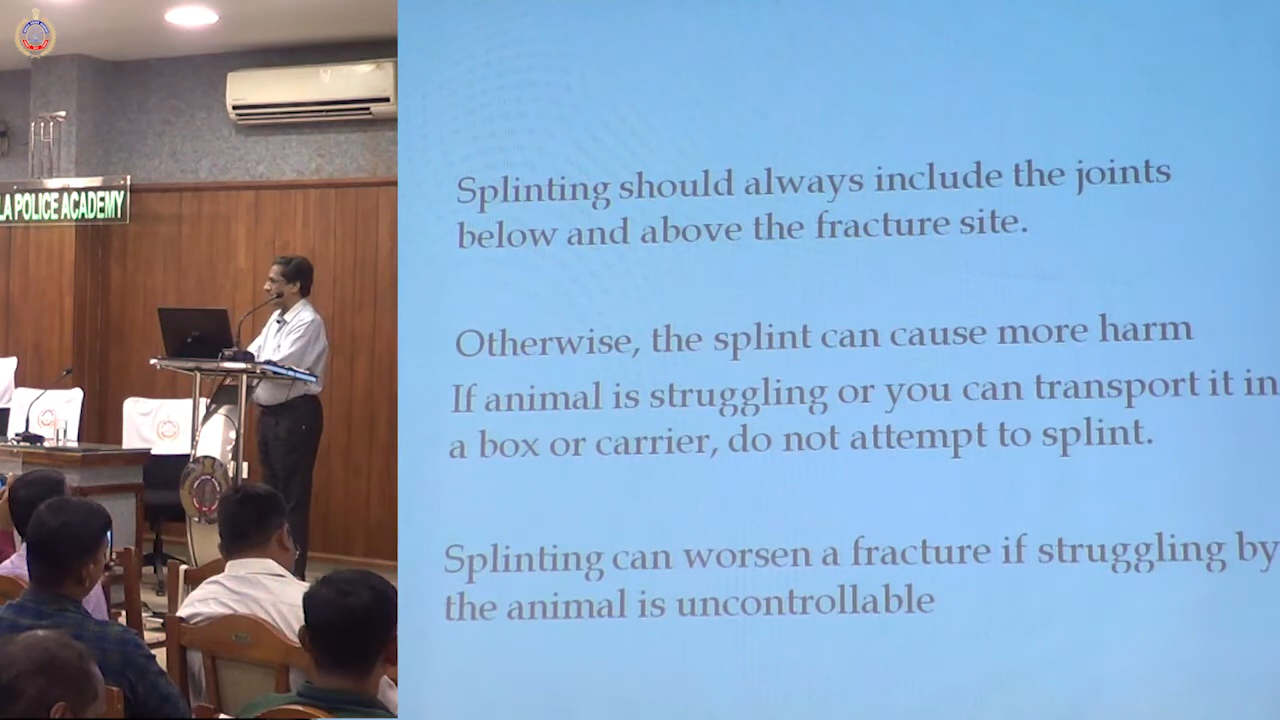 LA POLICE ACADEMY
Splinting should always include the joints
below and above the fracture site.
Otherwise, the splint can cause more harm
If animal is struggling or you can transport it in
a box or carrier, do not attempt to splint.
Splinting can worsen a fracture if struggling by
the animal is uncontrollable